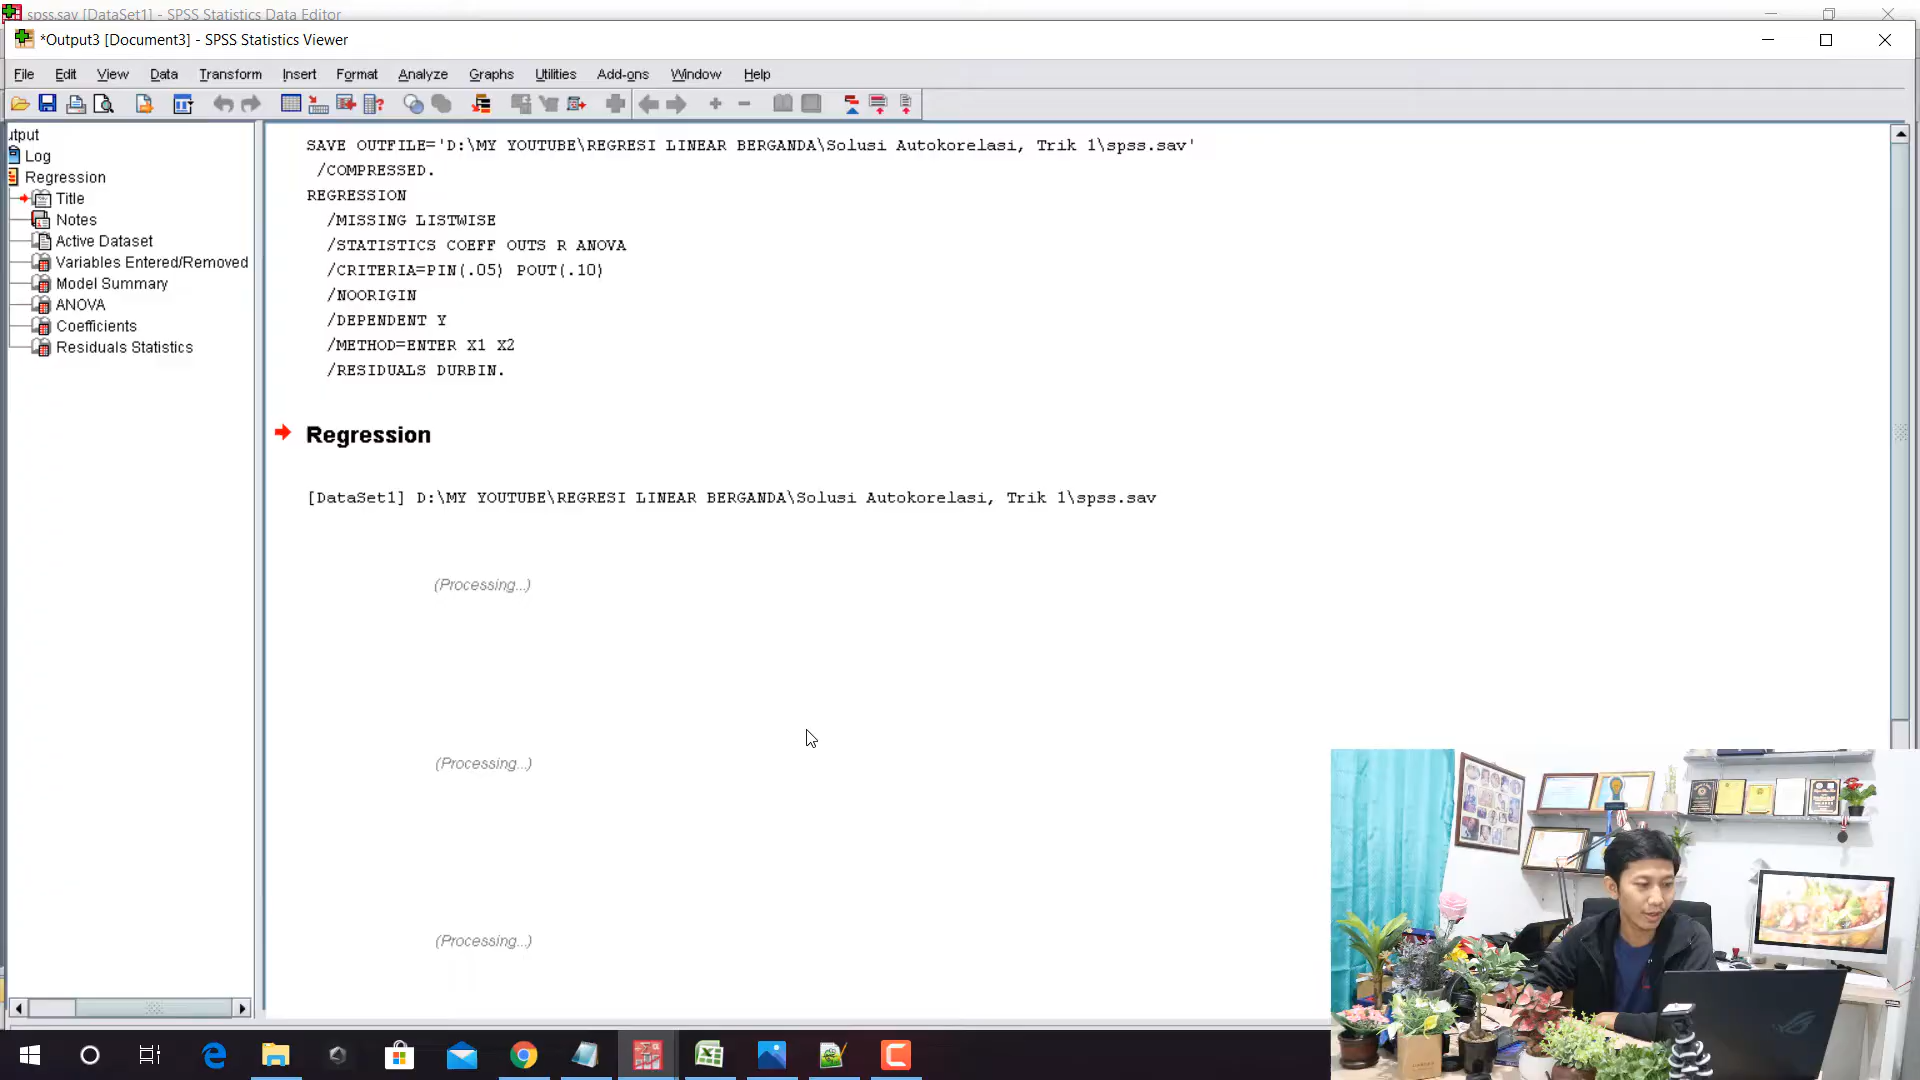 spss.sav [DataSet1] - SPSS Statistics Data Editor
*Output3 [Document3] - SPSS Statistics Viewer
File Edit View Data Transform Insert Format Analyze Graphs Utilities Add-ons Window Help
utput
Log
Regression
Title
Notes
Active Dataset
Variables Entered/Removed
Model Summary
ANOVA
Coefficients
Residuals Statistics
SAVE OUTFILE='D:\MY YOUTUBE\REGRESI LINEAR BERGANDA\Solusi Autokorelasi, Trik 1\spss.sav'
/COMPRESSED.
REGRESSION
/MISSING LISTWISE
/STATISTICS COEFF OUTS R ANOVA
/CRITERIA=PIN(.05) POUT(.10)
/NOORIGIN
/DEPENDENT Y
/METHOD=ENTER X1 X2
/RESIDUALS DURBIN.
Regression
[DataSet1] D:\MY YOUTUBE\REGRESI LINEAR BERGANDA\Solusi Autokorelasi, Trik 1\spss.sav
(Processing...)
(Processing...)
(Processing...)